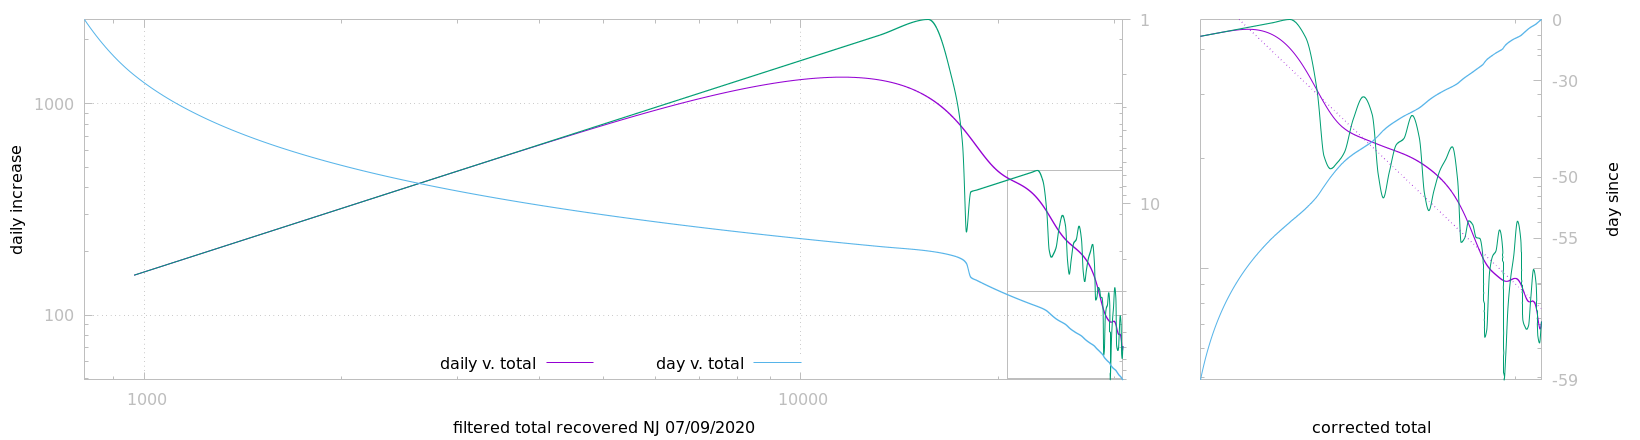 daily increase
1000
100
daily v. total
day v. total
1000
10000
filtered total recovered NJ 07/09/2020
1
10
0
-30
-50
-55
-59
day since
corrected total